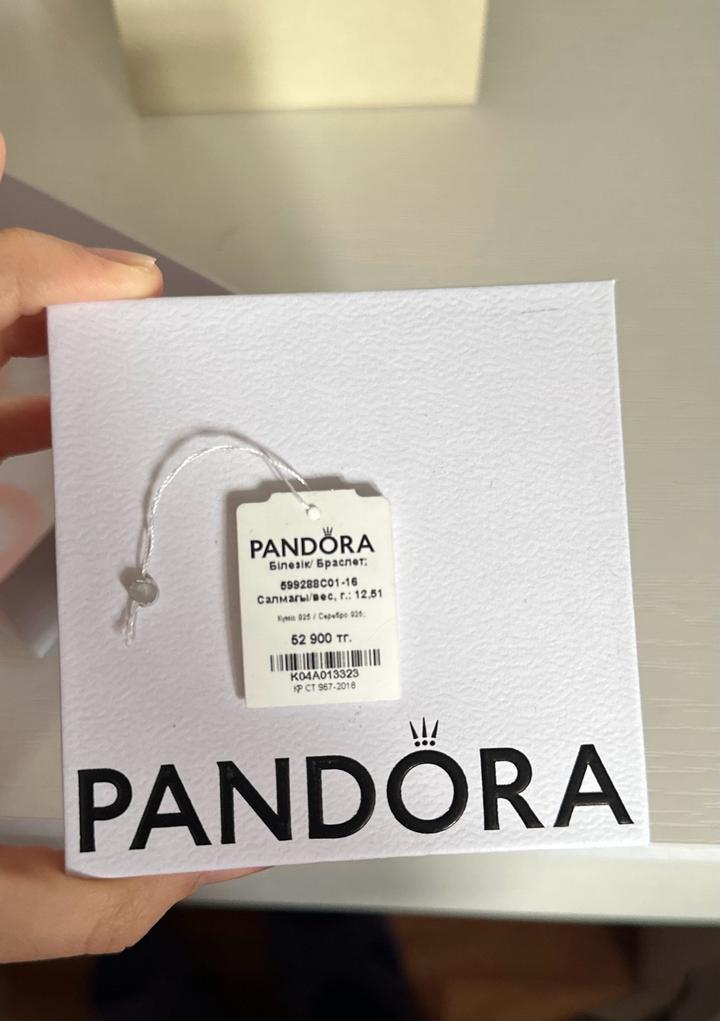 PANDORA
Білезік/ Браслет;
599288C01-16
Салмағы/вес, г.: 12,51
Күміс 925 / Серебро 925;
52 900 тг.
K04A013323
ҚР СТ 967-2018
PANDORA